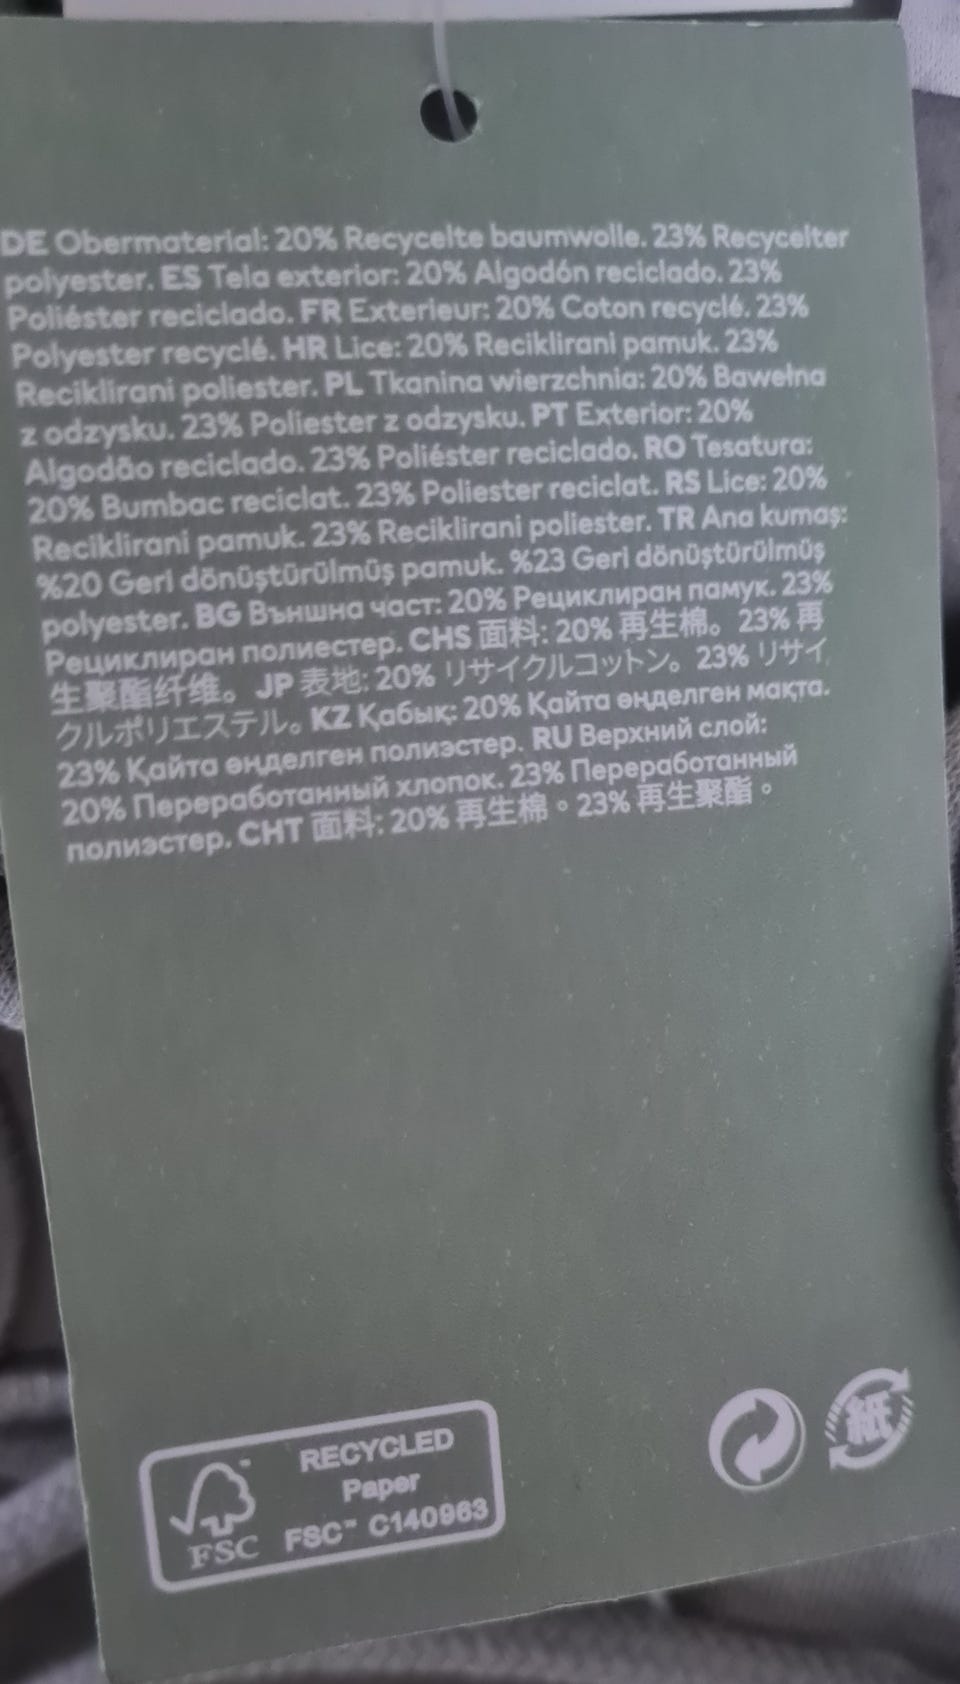 DE Obermaterial: 20% Recycelte baumwolle. 23% Recycelter
polyester. ES Tela exterior: 20% Algodón reciclado. 23%
Poliéster reciclado. FR Exterieur: 20% Coton recyclé. 23%
Polyester recyclé. HR Lice: 20% Reciklirani pamuk. 23%
Reciklirani poliester. PL Tkanina wierzchnia: 20% Bawełna
z odzysku. 23% Poliester z odzysku. PT Exterior: 20%
Algodão reciclado. 23% Poliéster reciclado. RO Tesatura:
20% Bumbac reciclat. 23% Poliester reciclat. RS Lice: 20%
Reciklirani pamuk. 23% Reciklirani poliester. TR Ana kumaş:
%20 Geri dönüştürülmüş pamuk. %23 Geri dönüştürülmüş
polyester. BG Външна част: 20% Рециклиран памук. 23%
Рециклиран полиестер. CHS 面料: 20% 再生棉。 23% 再
生聚酯纤维。 JP 表地: 20% リサイクルコットン。 23% リサイ
クルポリエステル。 KZ Қабық: 20% Қайта өңделген мақта.
23% Қайта өңделген полиэстер. RU Верхний слой:
20% Переработанный хлопок. 23% Переработанный
полиэстер. CHT 面料: 20% 再生棉。23% 再生聚酯。
RECYCLED
Paper
FSC™ C140963
FSC
紙